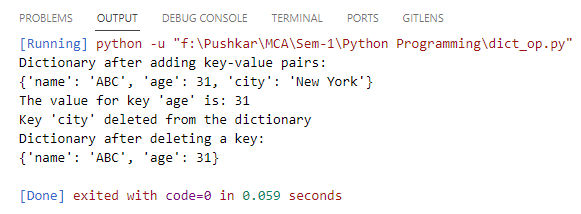 PROBLEMS OUTPUT DEBUG CONSOLE TERMINAL PORTS GITLENS
[Running] python -u "f:\Pushkar\MCA\Sem-1\Python Programming\dict_op.py"
Dictionary after adding key-value pairs:
{'name': 'ABC', 'age': 31, 'city': 'New York'}
The value for key 'age' is: 31
Key 'city' deleted from the dictionary
Dictionary after deleting a key:
{'name': 'ABC', 'age': 31}
[Done] exited with code=0 in 0.059 seconds